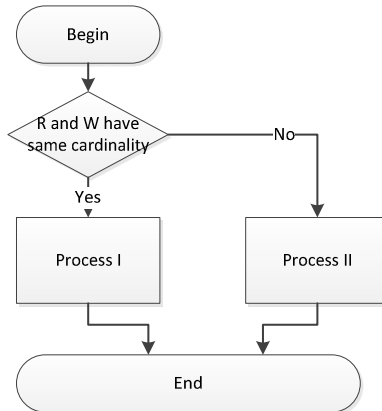 Begin
R and W have
same cardinality
No
Yes
Process I
Process II
End